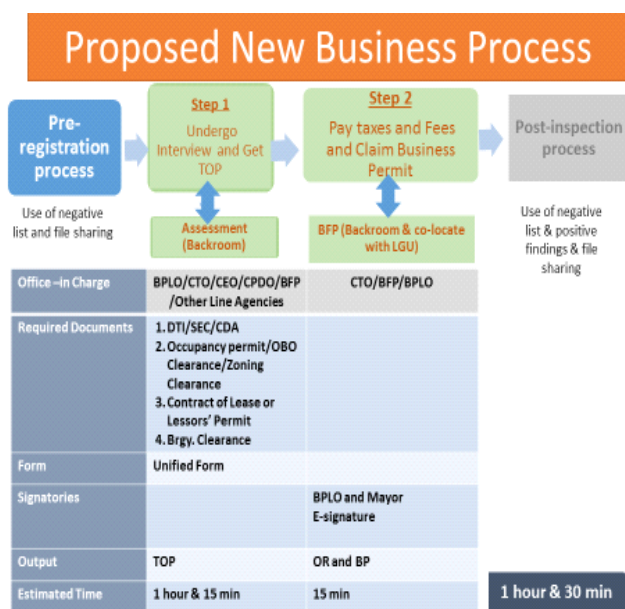 Proposed New Business Process
Pre-
registration
process
Step 1
Undergo
Interview and Get
TOP
Step 2
Pay taxes and Fees
and Claim Business
Permit
Post-inspection
process
Use of negative
list and file sharing
Assessment
(Backroom)
BFP (Backroom & co-locate
with LGU)
Use of negative
list & positive
findings & file
sharing
Office –in Charge
BPLO/CTO/CEO/CPDO/BFP
/Other Line Agencies
CTO/BFP/BPLO
Required Documents
1. DTI/SEC/CDA
2. Occupancy permit/OBO
Clearance/Zoning
Clearance
3. Contract of Lease or
Lessors' Permit
4. Brgy. Clearance
Form
Unified Form
Signatories
BPLO and Mayor
E-signature
Output
TOP
OR and BP
Estimated Time
1 hour & 15 min
15 min
1 hour & 30 min